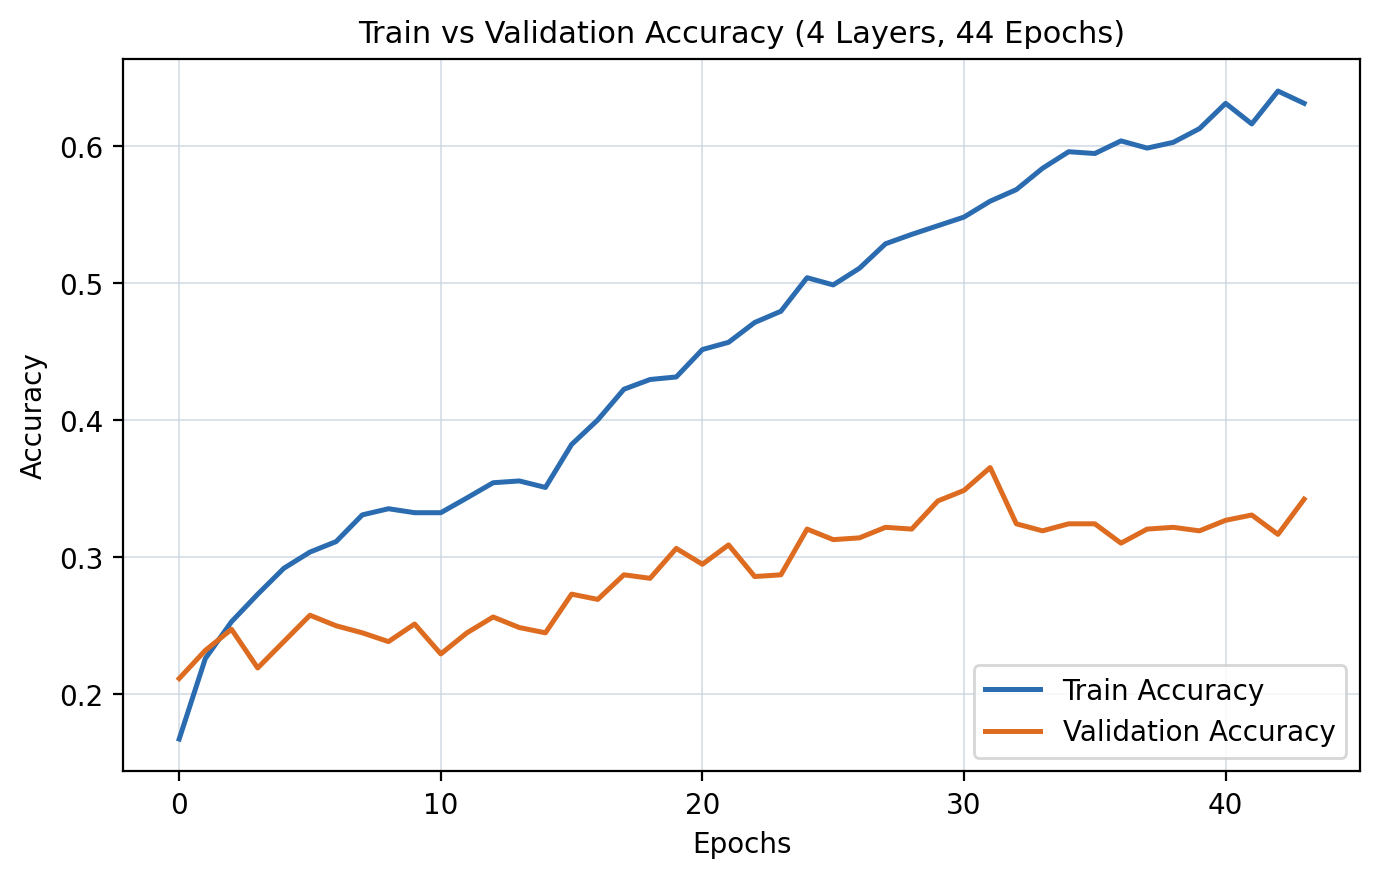 Train vs Validation Accuracy (4 Layers, 44 Epochs)
Accuracy
0.6
0.5
0.4
0.3
0.2
Train Accuracy
Validation Accuracy
0 10 20 30 40
Epochs